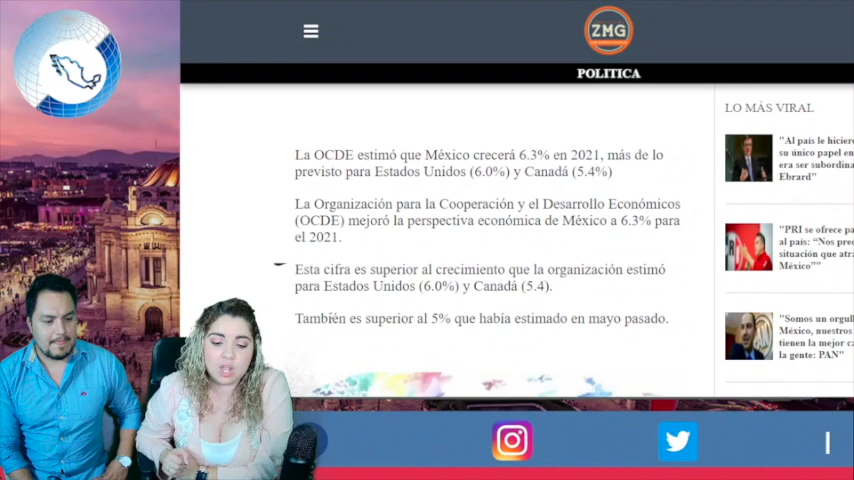 ZMG
POLITICA
La OCDE estimó que México crecerá 6.3% en 2021, más de lo
previsto para Estados Unidos (6.0%) y Canadá (5.4%)
La Organización para la Cooperación y el Desarrollo Económicos
(OCDE) mejoró la perspectiva económica de México a 6.3% para
el 2021.
Esta cifra es superior al crecimiento que la organización estimó
para Estados Unidos (6.0%) y Canadá (5.4).
También es superior al 5% que había estimado en mayo pasado.
LO MÁS VIRAL
"Al país le hiciero
su único papel en
era ser subordina
Ebrard"
"PRI se ofrece pa
al país: “Nos preo
situación que atra
México”"
"Somos un orgull
México, nuestros
tienen la mejor ca
la gente: PAN"